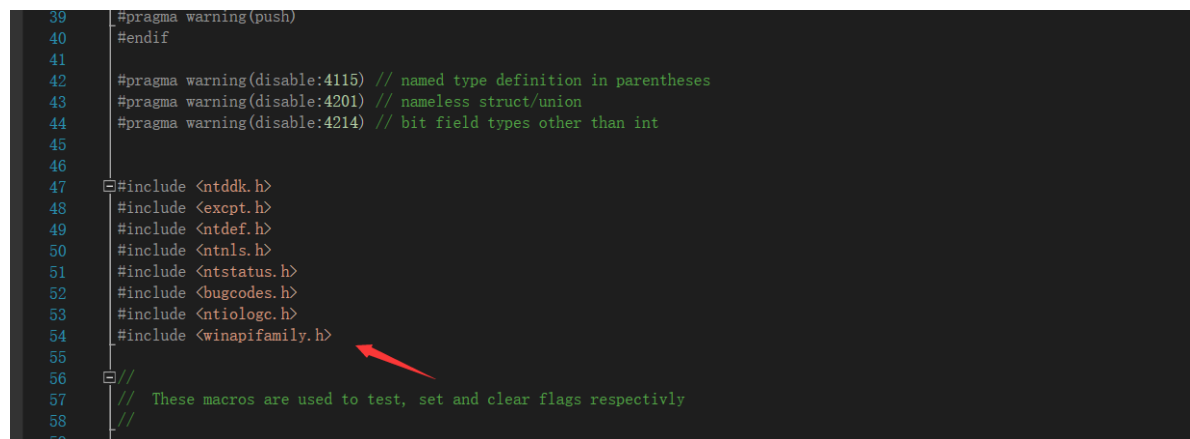 39 #pragma warning(push)
40 #endif
41
42 #pragma warning(disable:4115) // named type definition in parentheses
43 #pragma warning(disable:4201) // nameless struct/union
44 #pragma warning(disable:4214) // bit field types other than int
45
46
47 #include <ntddk.h>
48 #include <excpt.h>
49 #include <ntdef.h>
50 #include <ntnls.h>
51 #include <ntstatus.h>
52 #include <bugcodes.h>
53 #include <ntiologc.h>
54 #include <winapifamily.h>
55
56 //
57 // These macros are used to test, set and clear flags respectivly
58 //